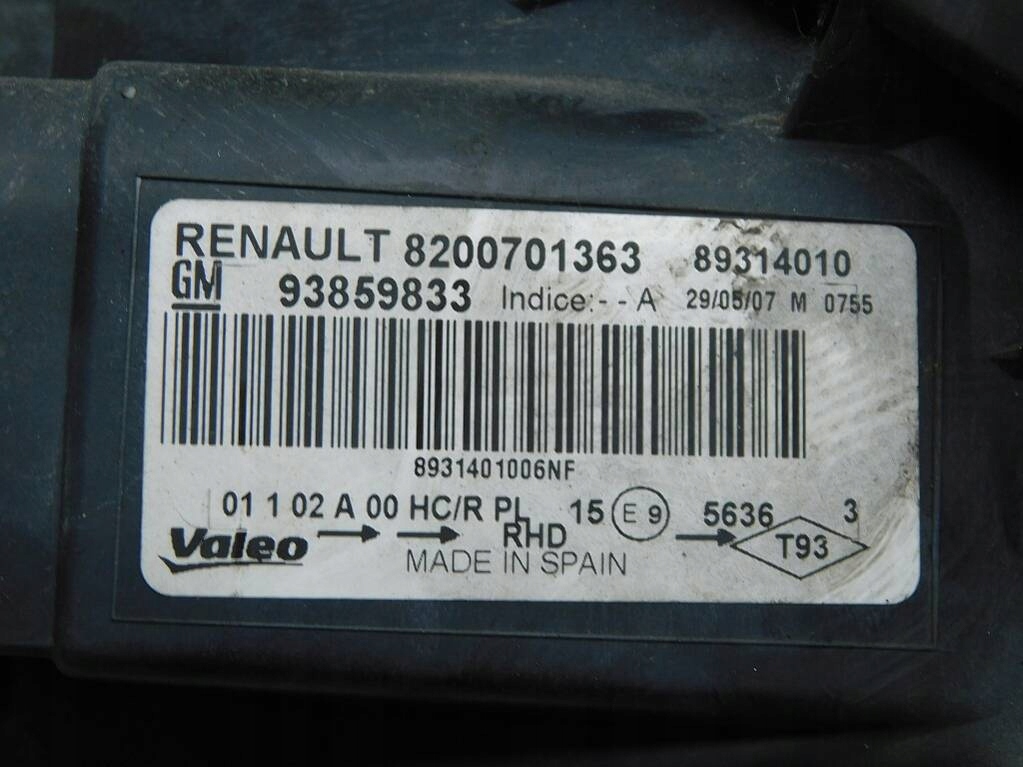 RENAULT 8200701363 89314010
GM 93859833 Indice: - - A 29/05/07 M 0755
8931401006NF
01 1 02 A 00 HC/R PL 15 E 9 5636 3
Valeo RHD T93
MADE IN SPAIN